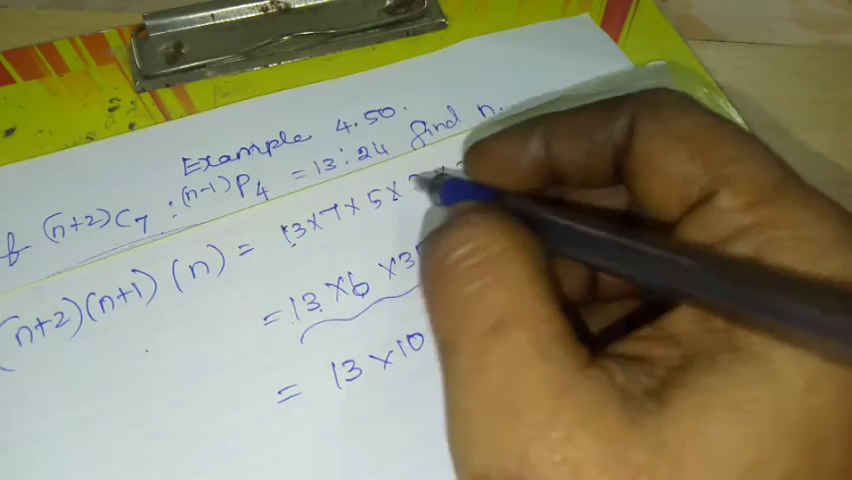 Example 4.50.
If (n+2)C7 : (n-1)P4 = 13:24 find n.
(n+2)(n+1)(n) = 13×7×5×
= 13×6×3
= 13×10